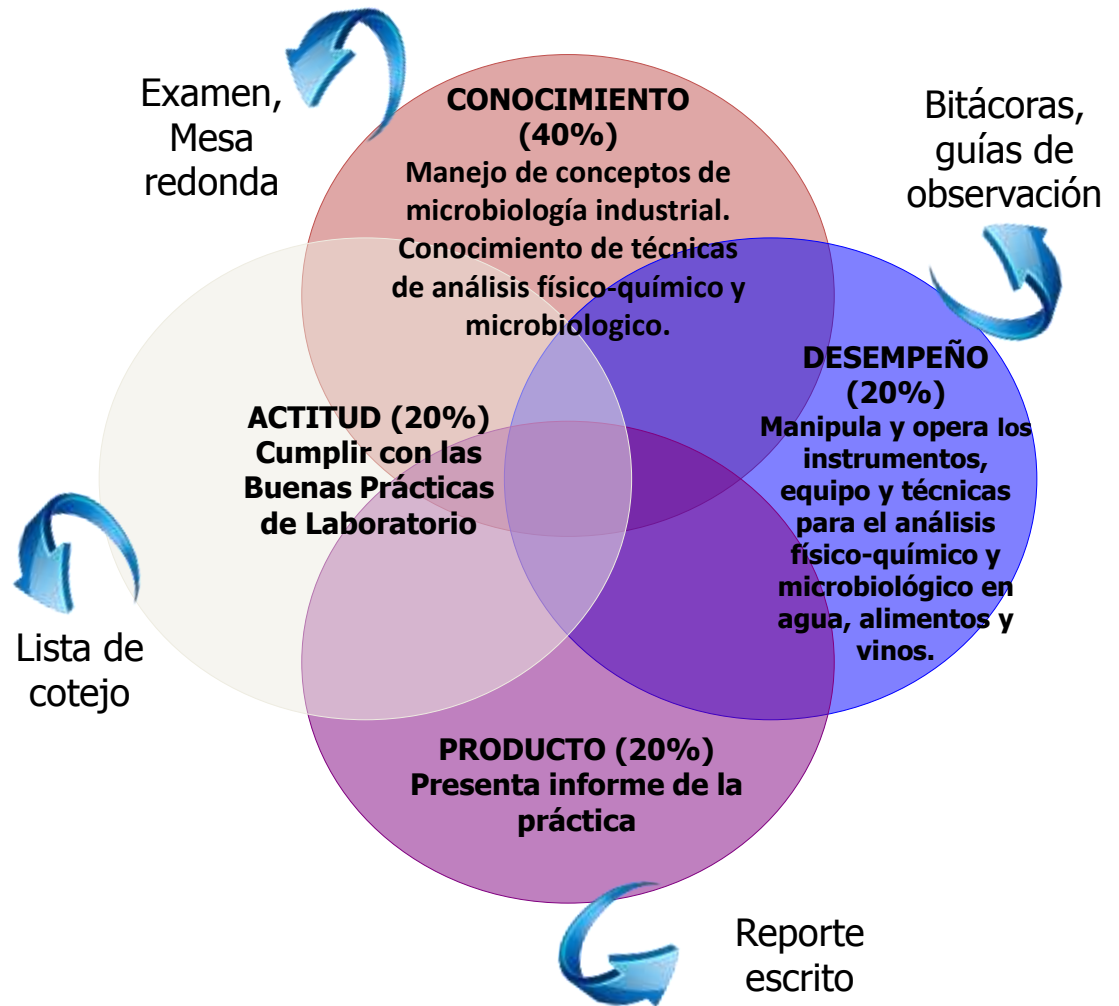 Examen,
Mesa
redonda
CONOCIMIENTO
(40%)
Manejo de conceptos de
microbiología industrial.
Conocimiento de técnicas
de análisis físico-químico y
microbiologico.
Bitácoras,
guías de
observación
DESEMPEÑO
(20%)
Manipula y opera los
instrumentos,
equipo y técnicas
para el análisis
físico-químico y
microbiológico en
agua, alimentos y
vinos.
ACTITUD (20%)
Cumplir con las
Buenas Prácticas
de Laboratorio
Lista de
cotejo
PRODUCTO (20%)
Presenta informe de la
práctica
Reporte
escrito